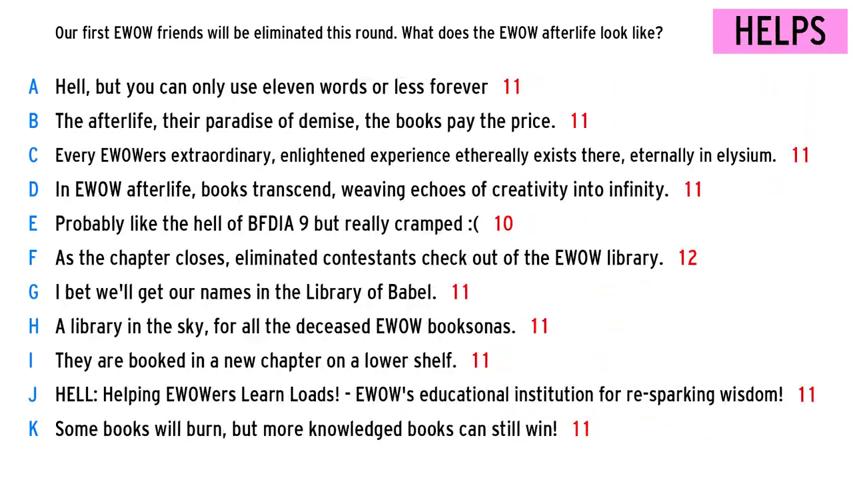 Our first EWOW friends will be eliminated this round. What does the EWOW afterlife look like? HELPS
A Hell, but you can only use eleven words or less forever 11
B The afterlife, their paradise of demise, the books pay the price. 11
C Every EWOWers extraordinary, enlightened experience ethereally exists there, eternally in elysium. 11
D In EWOW afterlife, books transcend, weaving echoes of creativity into infinity. 11
E Probably like the hell of BFDIA 9 but really cramped :( 10
F As the chapter closes, eliminated contestants check out of the EWOW library. 12
G I bet we'll get our names in the Library of Babel. 11
H A library in the sky, for all the deceased EWOW booksonas. 11
I They are booked in a new chapter on a lower shelf. 11
J HELL: Helping EWOWers Learn Loads! - EWOW's educational institution for re-sparking wisdom! 11
K Some books will burn, but more knowledged books can still win! 11